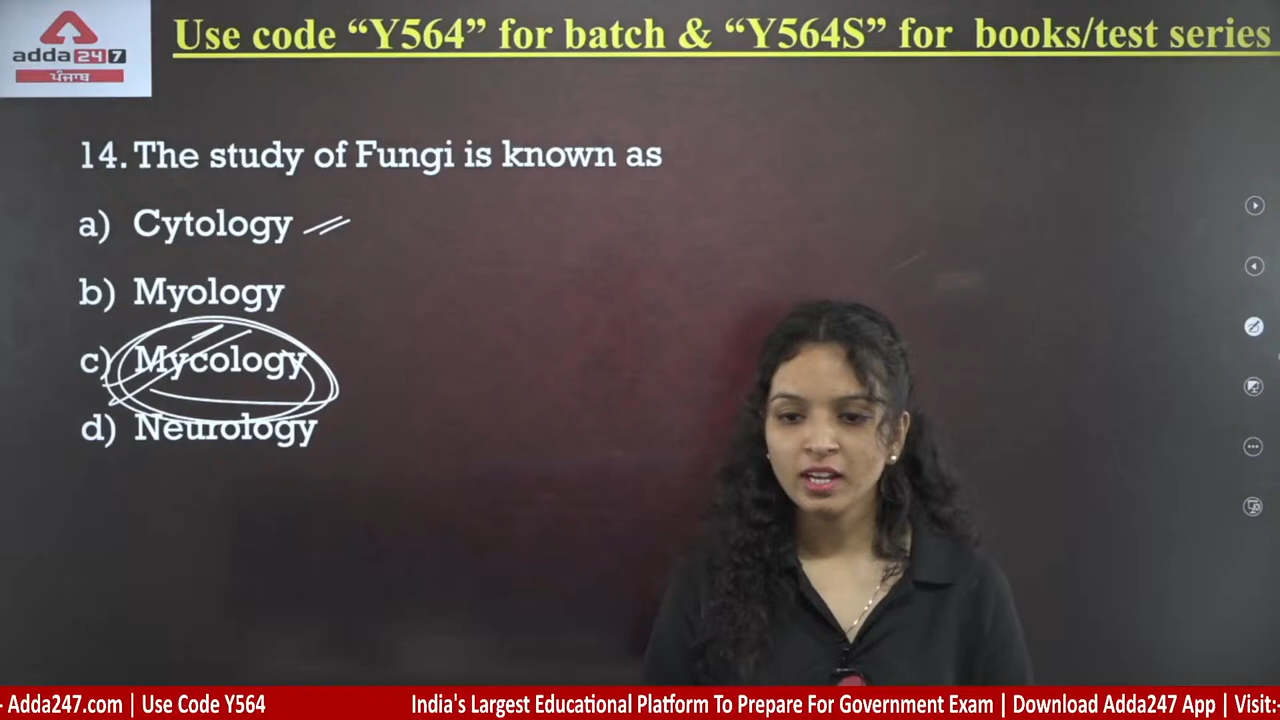 Use code “Y564” for batch & “Y564S” for books/test series
adda247
ਪੰਜਾਬ
14. The study of Fungi is known as
a) Cytology
b) Myology
c) Mycology
d) Neurology
- Adda247.com | Use Code Y564 India's Largest Educational Platform To Prepare For Government Exam | Download Adda247 App | Visit:-